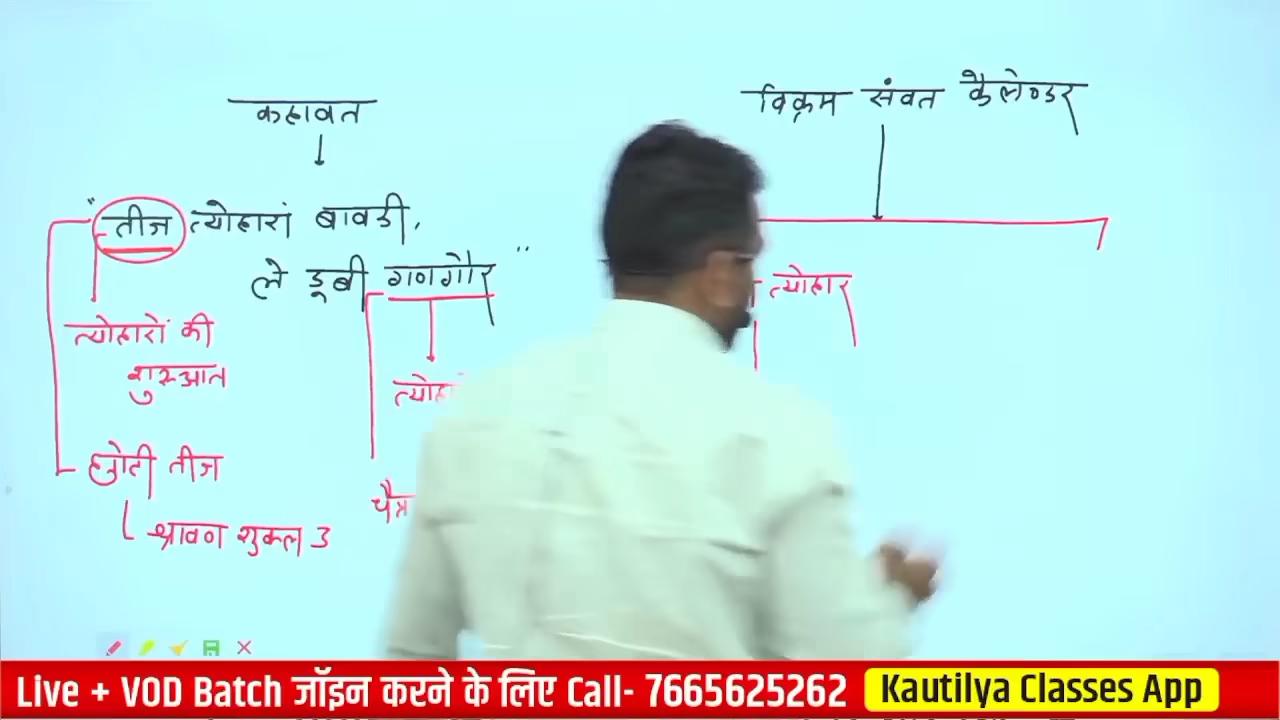 कहावत
" तीज त्योहारां बावडी,
ले डूबी गणगौर "
त्योहारों की
शुरुआत
छोटी तीज
श्रावण शुक्ल 3
चैत्र
विक्रम संवत कैलेण्डर
त्योहार
Live + VOD Batch जॉइन करने के लिए Call- 7665625262
Kautilya Classes App